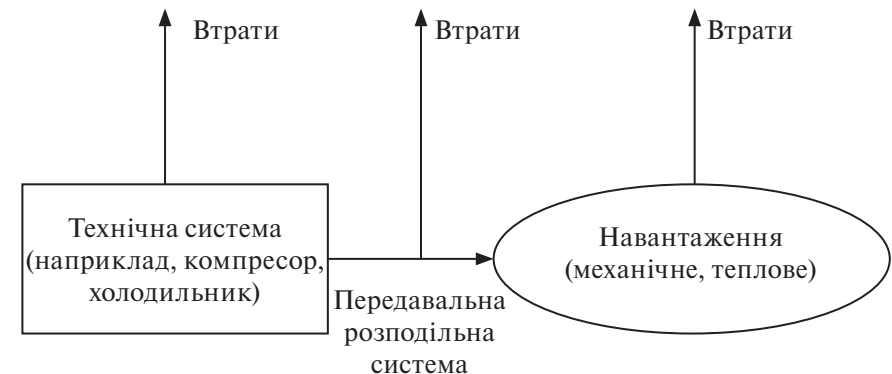 Втрати
Втрати
Втрати
Технічна система
(наприклад, компресор,
холодильник)
Навантаження
(механічне, теплове)
Передавальна
розподільна
система